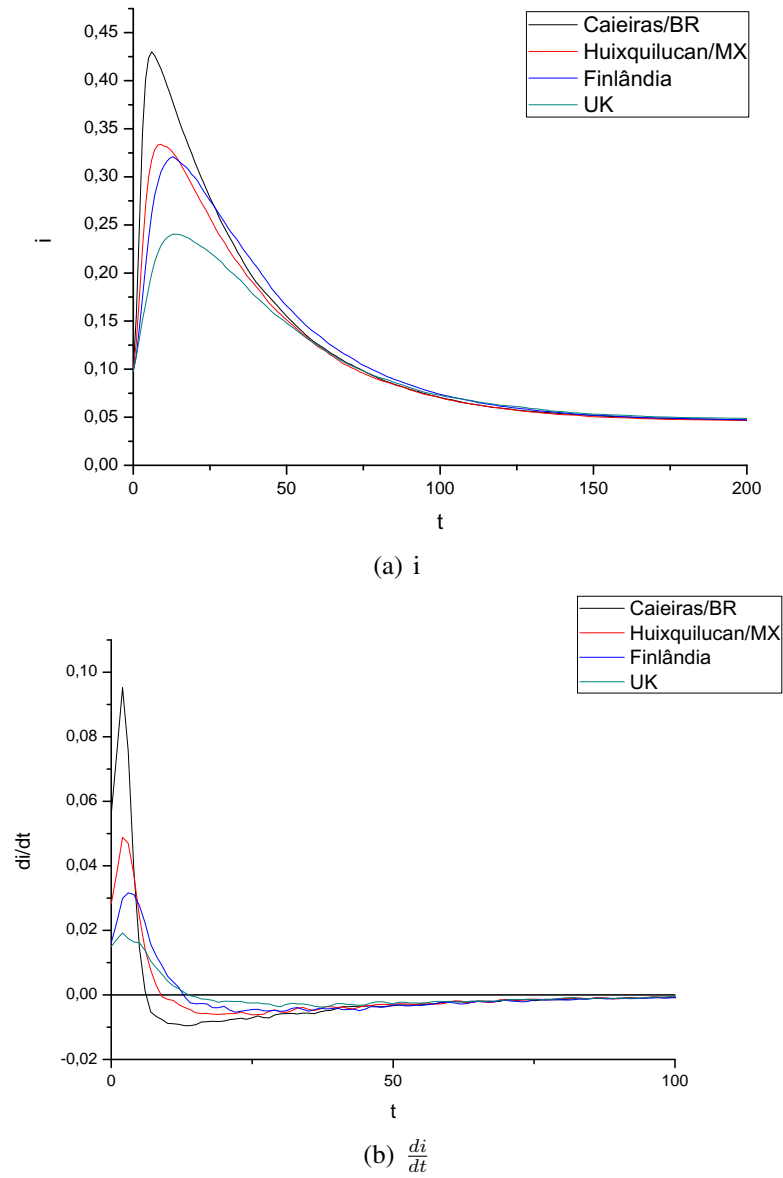 0,45
0,40
0,35
0,30
0,25
0,20
0,15
0,10
0,05
0,00
i
0
50
100
150
200
t
Caieiras/BR
Huixquilucan/MX
Finlândia
UK
(a) i
Caieiras/BR
Huixquilucan/MX
Finlândia
UK
0,10
0,08
0,06
0,04
0,02
0,00
-0,02
di/dt
0
50
100
t
(b) di/dt